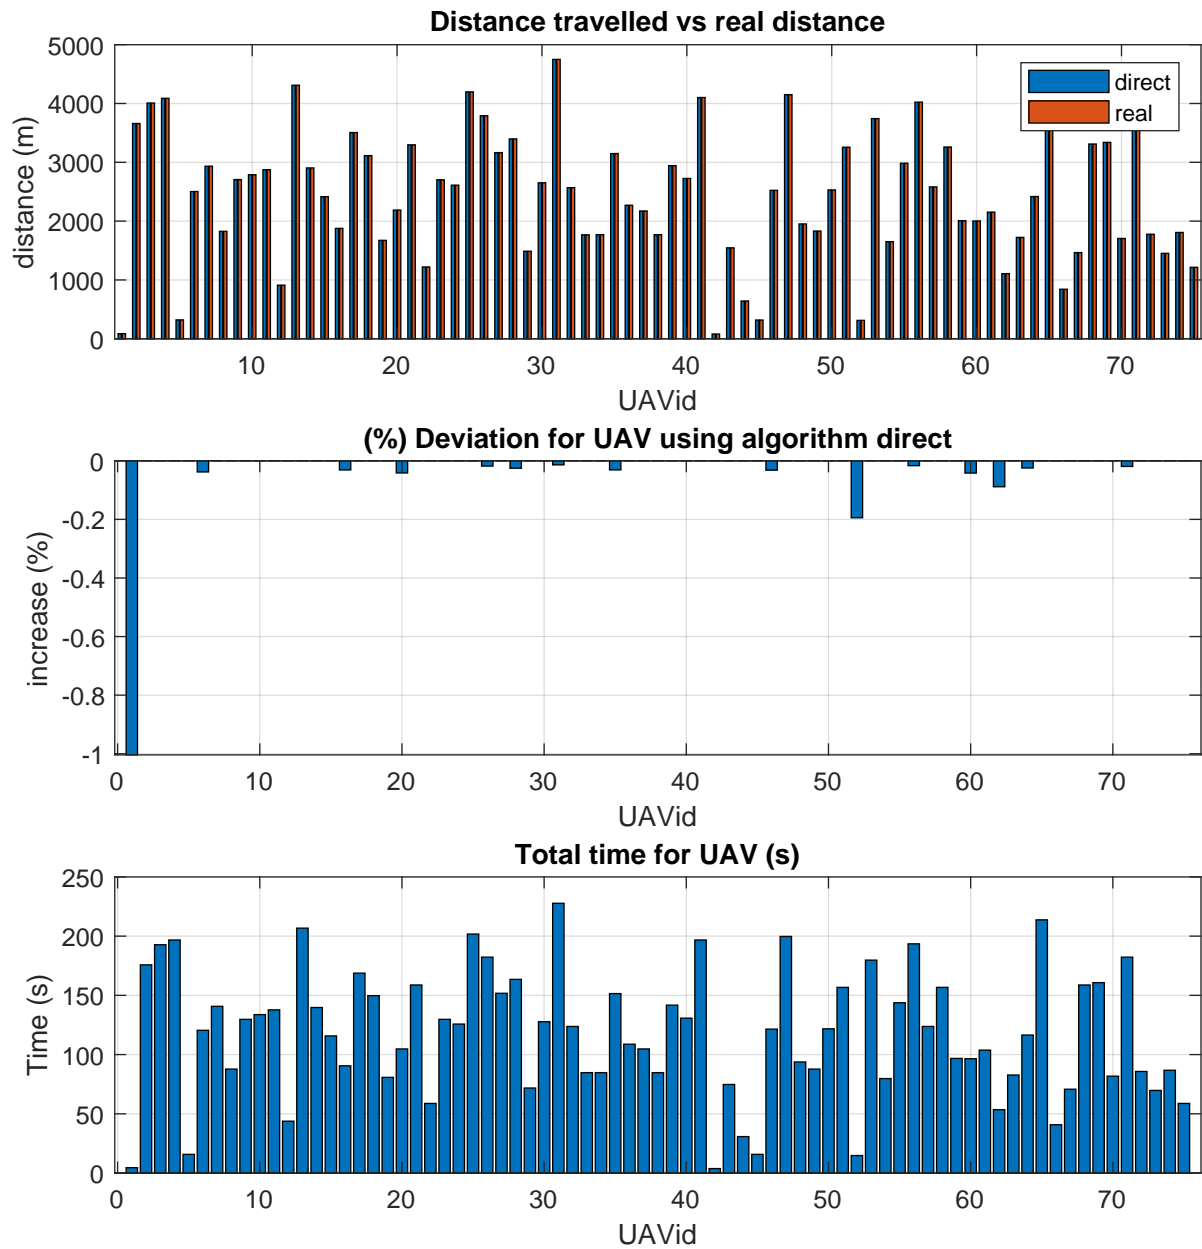 Distance travelled vs real distance
5000
4000
3000
2000
1000
0
distance (m)
direct
real
10 20 30 40 50 60 70
UAVid
(%) Deviation for UAV using algorithm direct
0
-0.2
-0.4
-0.6
-0.8
-1
increase (%)
0 10 20 30 40 50 60 70
UAVid
Total time for UAV (s)
250
200
150
100
50
0
Time (s)
0 10 20 30 40 50 60 70
UAVid